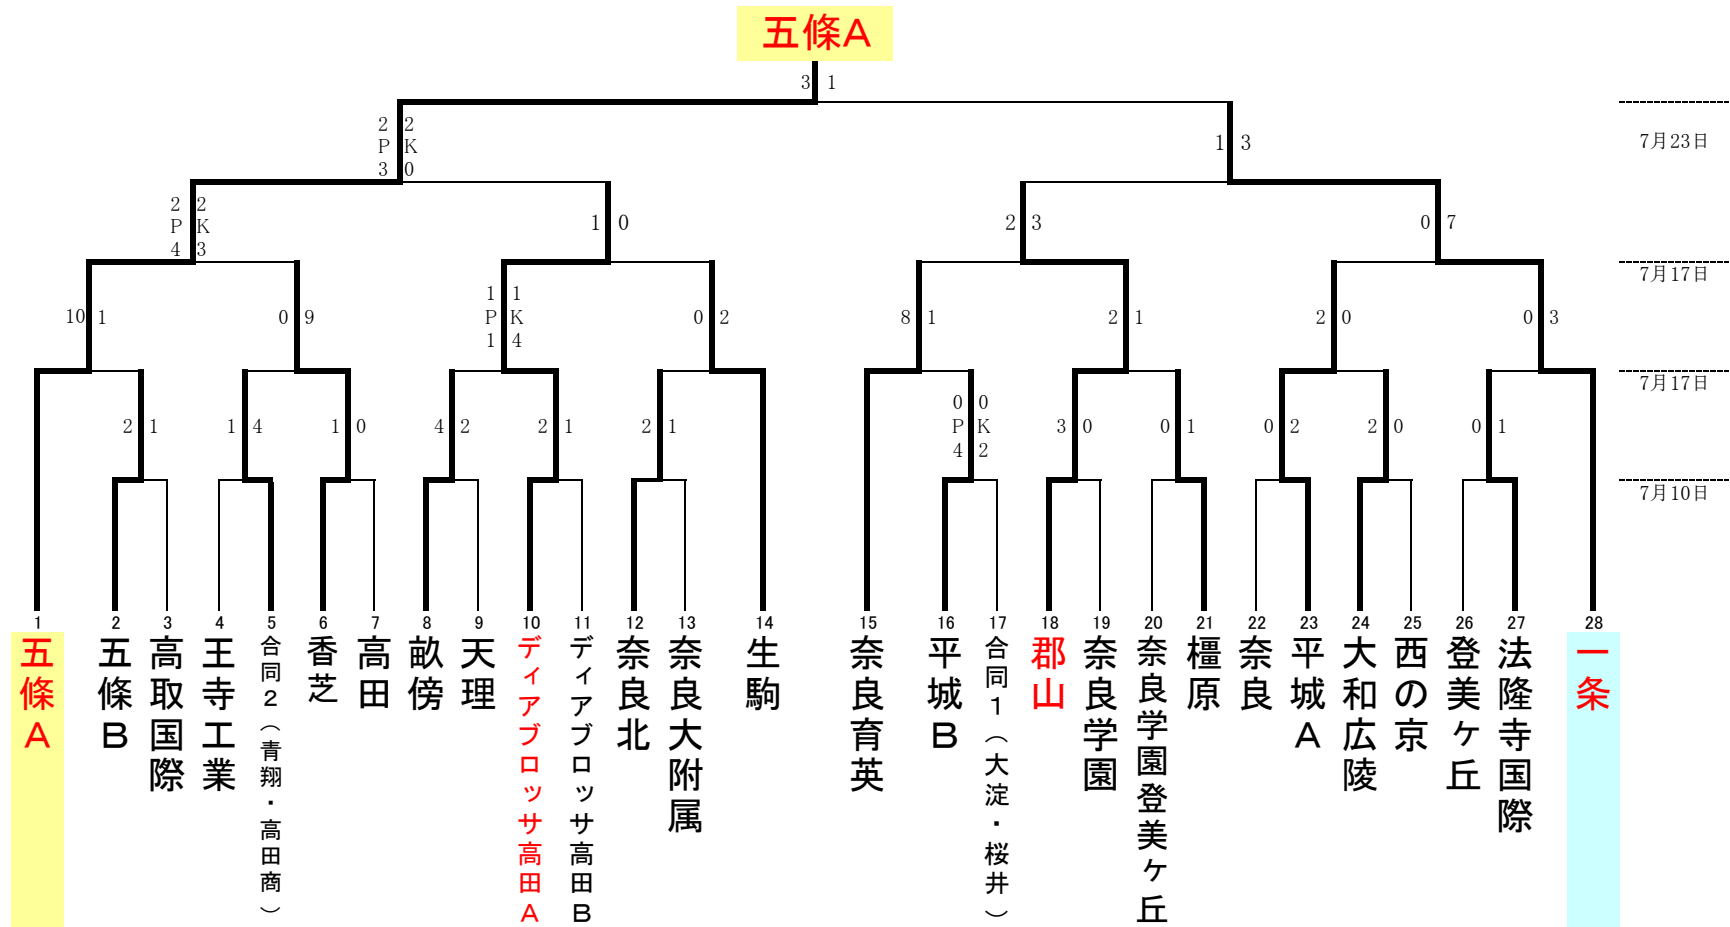 五條A
3 1
7月23日
2 2
P K
3 0
1 3
2 2
P K
4 3
1 0
2 3
0 7
7月17日
10 1
0 9
1 1
P K
1 4
0 2
8 1
2 1
2 0
0 3
7月17日
2 1
1 4
1 0
4 2
2 1
2 1
0 0
P K
4 2
3 0
0 1
0 2
2 0
0 1
7月10日
1
五條A
2
五條B
3
高取国際
4
王寺工業
5
合同2（青翔・高田商）
6
香芝
7
高田
8
畝傍
9
天理
10
ディアブロッサ高田A
11
ディアブロッサ高田B
12
奈良北
13
奈良大附属
14
生駒
15
奈良育英
16
平城B
17
合同1（大淀・桜井）
18
郡山
19
奈良学園
20
奈良学園登美ヶ丘
21
橿原
22
奈良
23
平城A
24
大和広陵
25
西の京
26
登美ヶ丘
27
法隆寺国際
28
一条